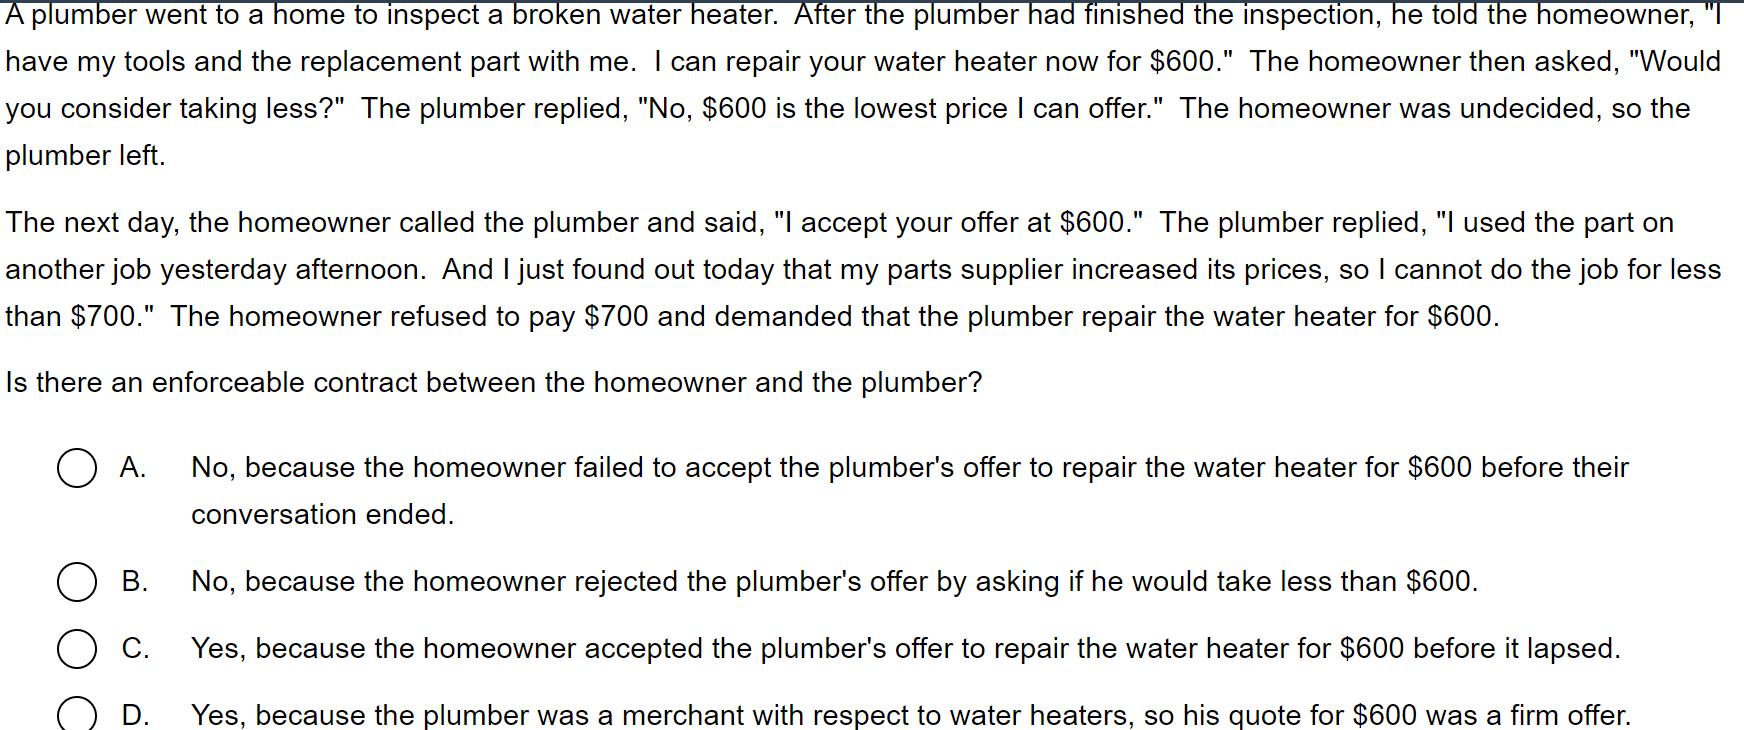 A plumber went to a home to inspect a broken water heater.  After the plumber had finished the inspection, he told the homeowner, "I
have my tools and the replacement part with me.  I can repair your water heater now for $600."  The homeowner then asked, "Would
you consider taking less?"  The plumber replied, "No, $600 is the lowest price I can offer."  The homeowner was undecided, so the
plumber left.
The next day, the homeowner called the plumber and said, "I accept your offer at $600."  The plumber replied, "I used the part on
another job yesterday afternoon.  And I just found out today that my parts supplier increased its prices, so I cannot do the job for less
than $700."  The homeowner refused to pay $700 and demanded that the plumber repair the water heater for $600.
Is there an enforceable contract between the homeowner and the plumber?
A. No, because the homeowner failed to accept the plumber's offer to repair the water heater for $600 before their
conversation ended.
B. No, because the homeowner rejected the plumber's offer by asking if he would take less than $600.
C. Yes, because the homeowner accepted the plumber's offer to repair the water heater for $600 before it lapsed.
D. Yes, because the plumber was a merchant with respect to water heaters, so his quote for $600 was a firm offer.